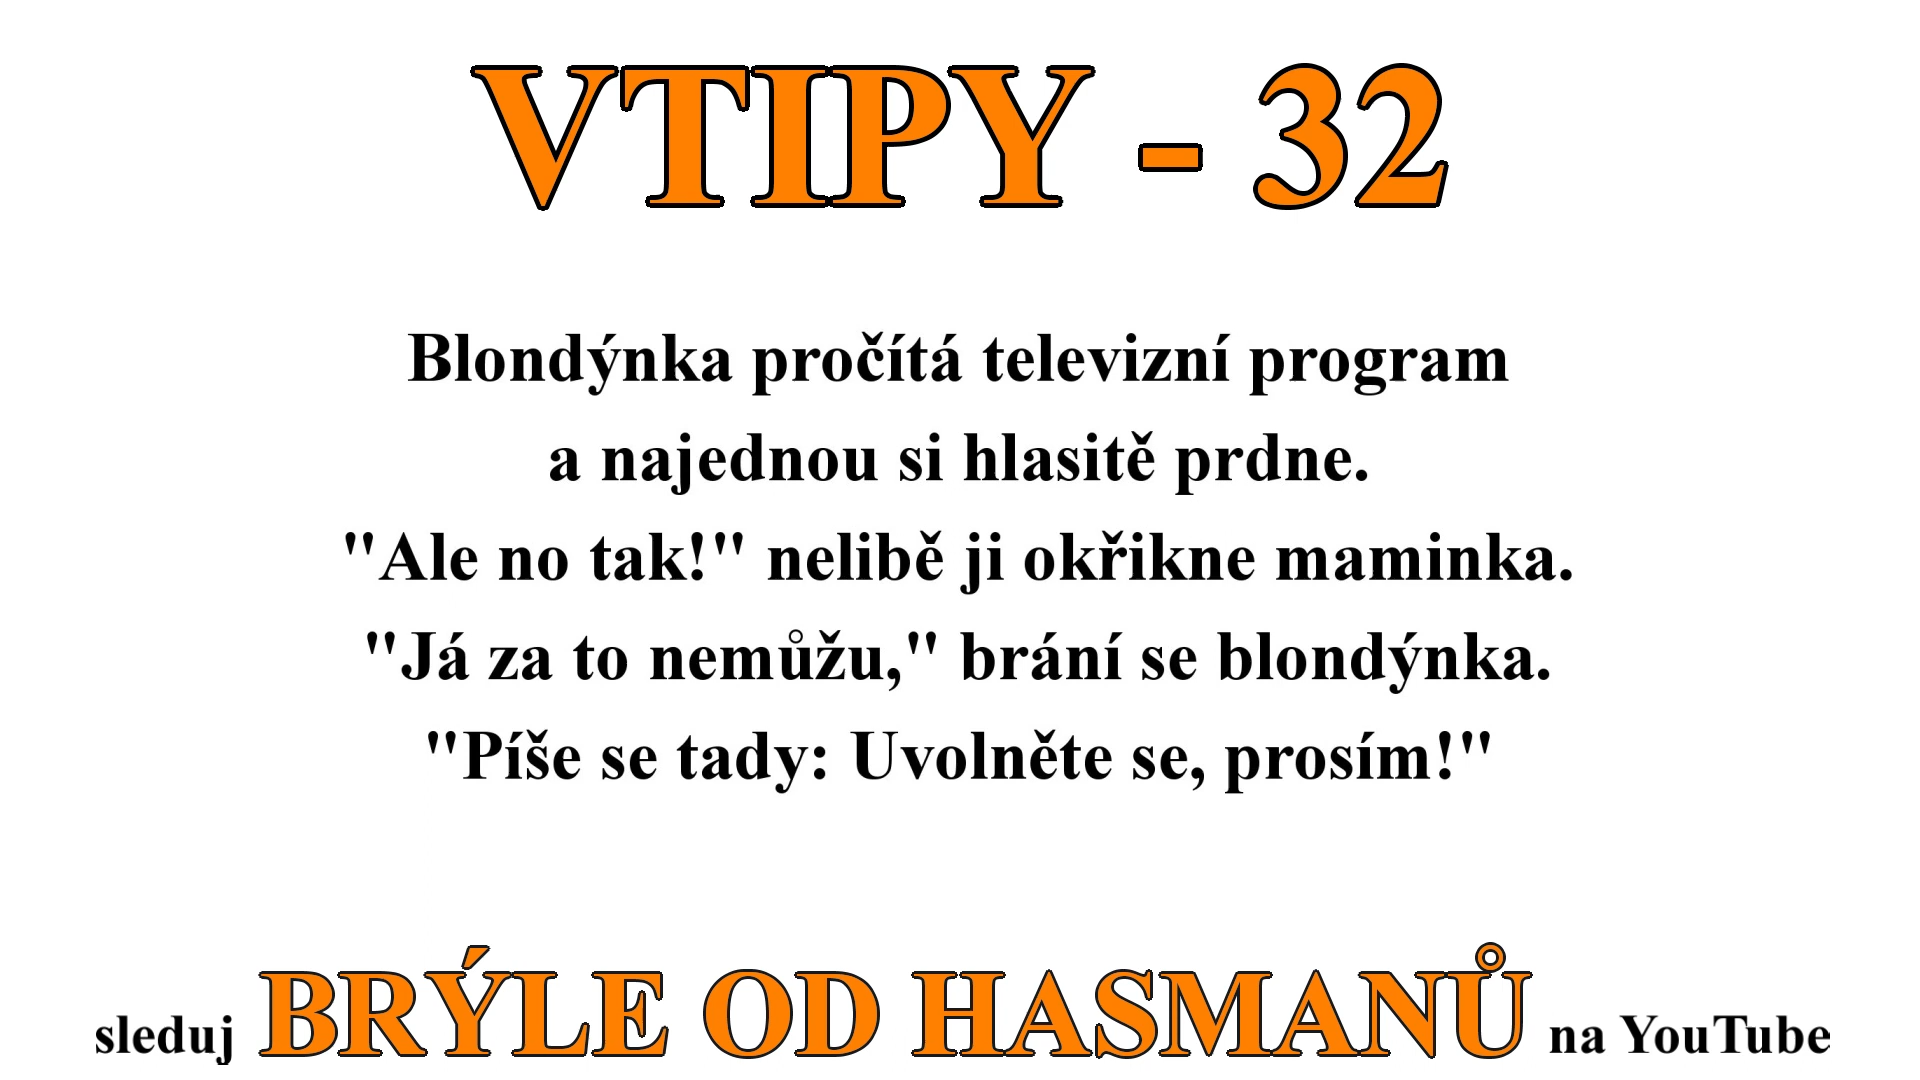 VTIPY - 32
Blondýnka pročítá televizní program
a najednou si hlasitě prdne.
"Ale no tak!" nelibě ji okřikne maminka.
"Já za to nemůžu," brání se blondýnka.
"Píše se tady: Uvolněte se, prosím!"
sleduj BRÝLE OD HASMANŮ na YouTube